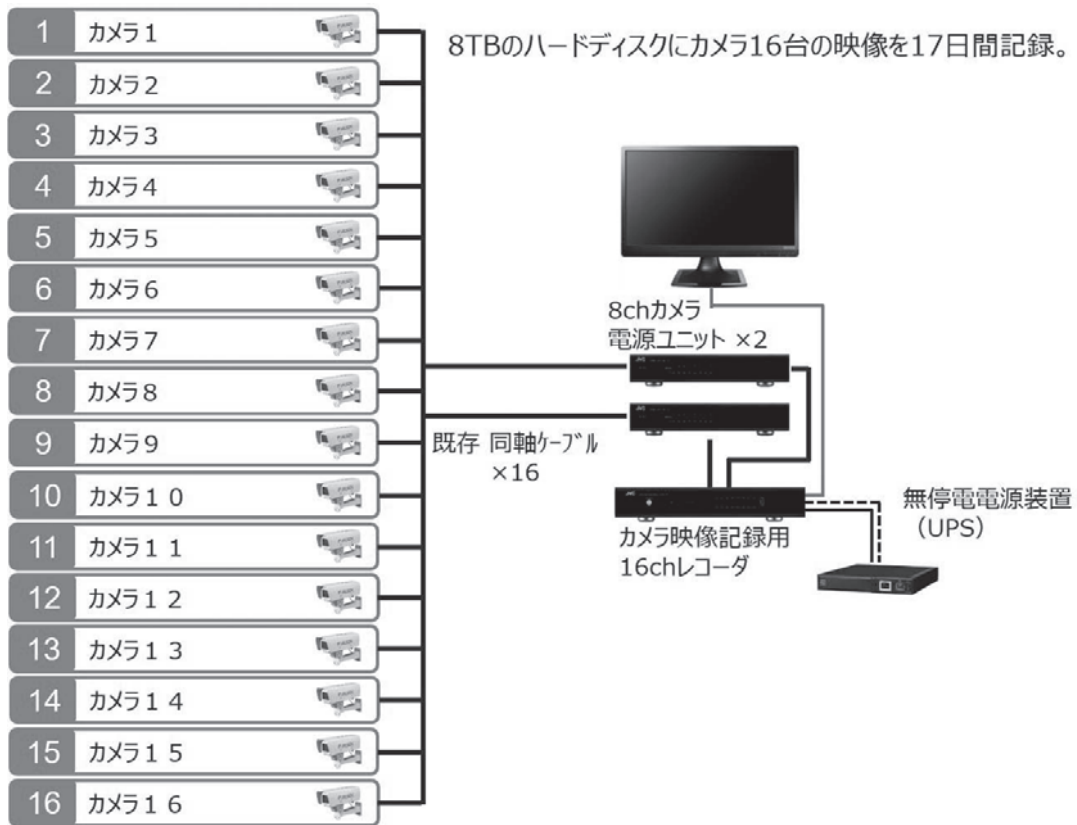 1 カメラ1
2 カメラ2
3 カメラ3
4 カメラ4
5 カメラ5
6 カメラ6
7 カメラ7
8 カメラ8
9 カメラ9
10 カメラ10
11 カメラ11
12 カメラ12
13 カメラ13
14 カメラ14
15 カメラ15
16 カメラ16
8TBのハードディスクにカメラ16台の映像を17日間記録。
8chカメラ
電源ユニット ×2
既存 同軸ｹｰﾌﾞﾙ
×16
カメラ映像記録用
16chレコーダ
無停電電源装置
（UPS）